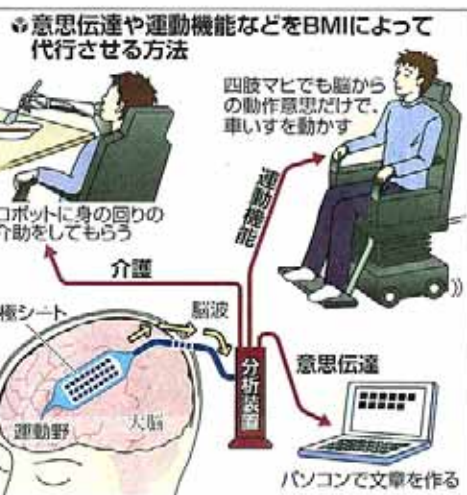 意思伝達や運動機能などをBMIによって
代行させる方法
四肢マヒでも脳から
の動作意思だけで、
車いすを動かす
ロボットに身の回りの
介助をしてもらう
運動機能
介護
極シート
脳波
分析装置
意思伝達
運動野
大脳
パソコンで文章を作る